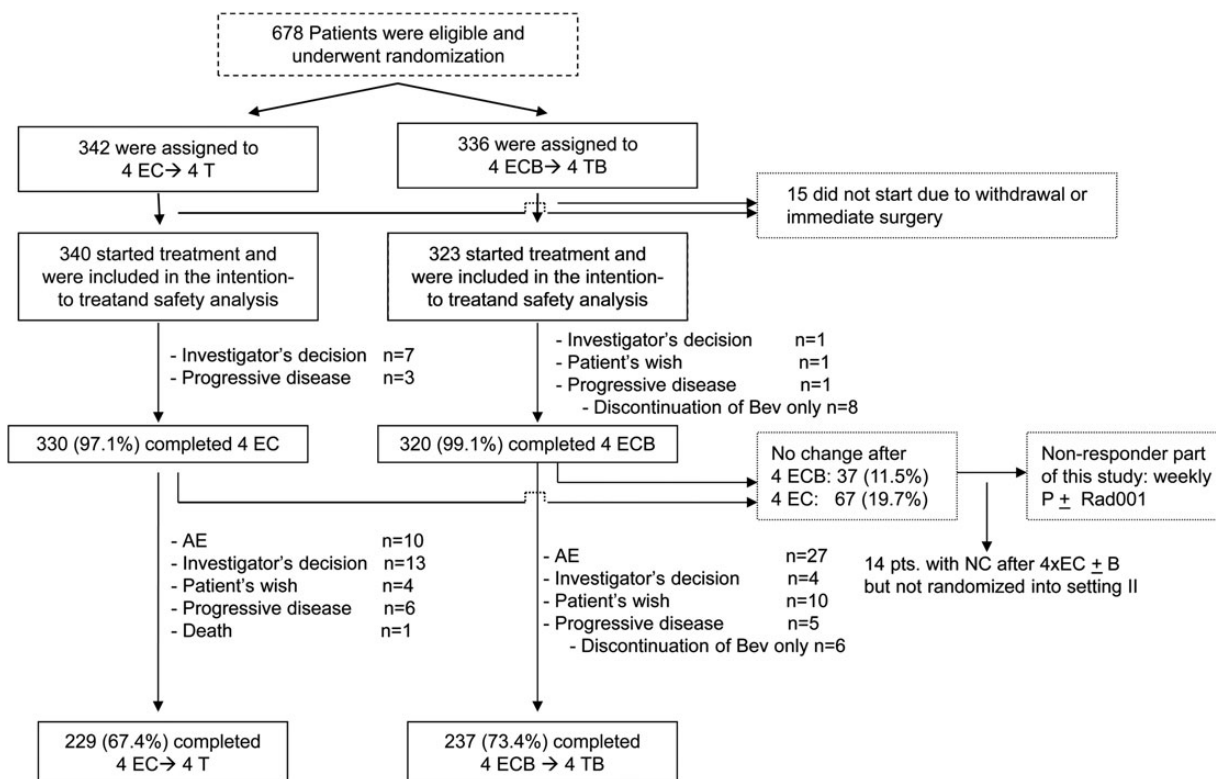 678 Patients were eligible and
underwent randomization
342 were assigned to
4 EC→ 4 T
336 were assigned to
4 ECB→ 4 TB
15 did not start due to withdrawal or
immediate surgery
340 started treatment and
were included in the intention-
to treatand safety analysis
323 started treatment and
were included in the intention-
to treatand safety analysis
- Investigator's decision n=7
- Progressive disease n=3
- Investigator's decision n=1
- Patient's wish n=1
- Progressive disease n=1
- Discontinuation of Bev only n=8
330 (97.1%) completed 4 EC
320 (99.1%) completed 4 ECB
No change after
4 ECB: 37 (11.5%)
4 EC: 67 (19.7%)
Non-responder part
of this study: weekly
P ± Rad001
- AE n=10
- Investigator's decision n=13
- Patient's wish n=4
- Progressive disease n=6
- Death n=1
- AE n=27
- Investigator's decision n=4
- Patient's wish n=10
- Progressive disease n=5
- Discontinuation of Bev only n=6
14 pts. with NC after 4xEC ± B
but not randomized into setting II
229 (67.4%) completed
4 EC→ 4 T
237 (73.4%) completed
4 ECB → 4 TB